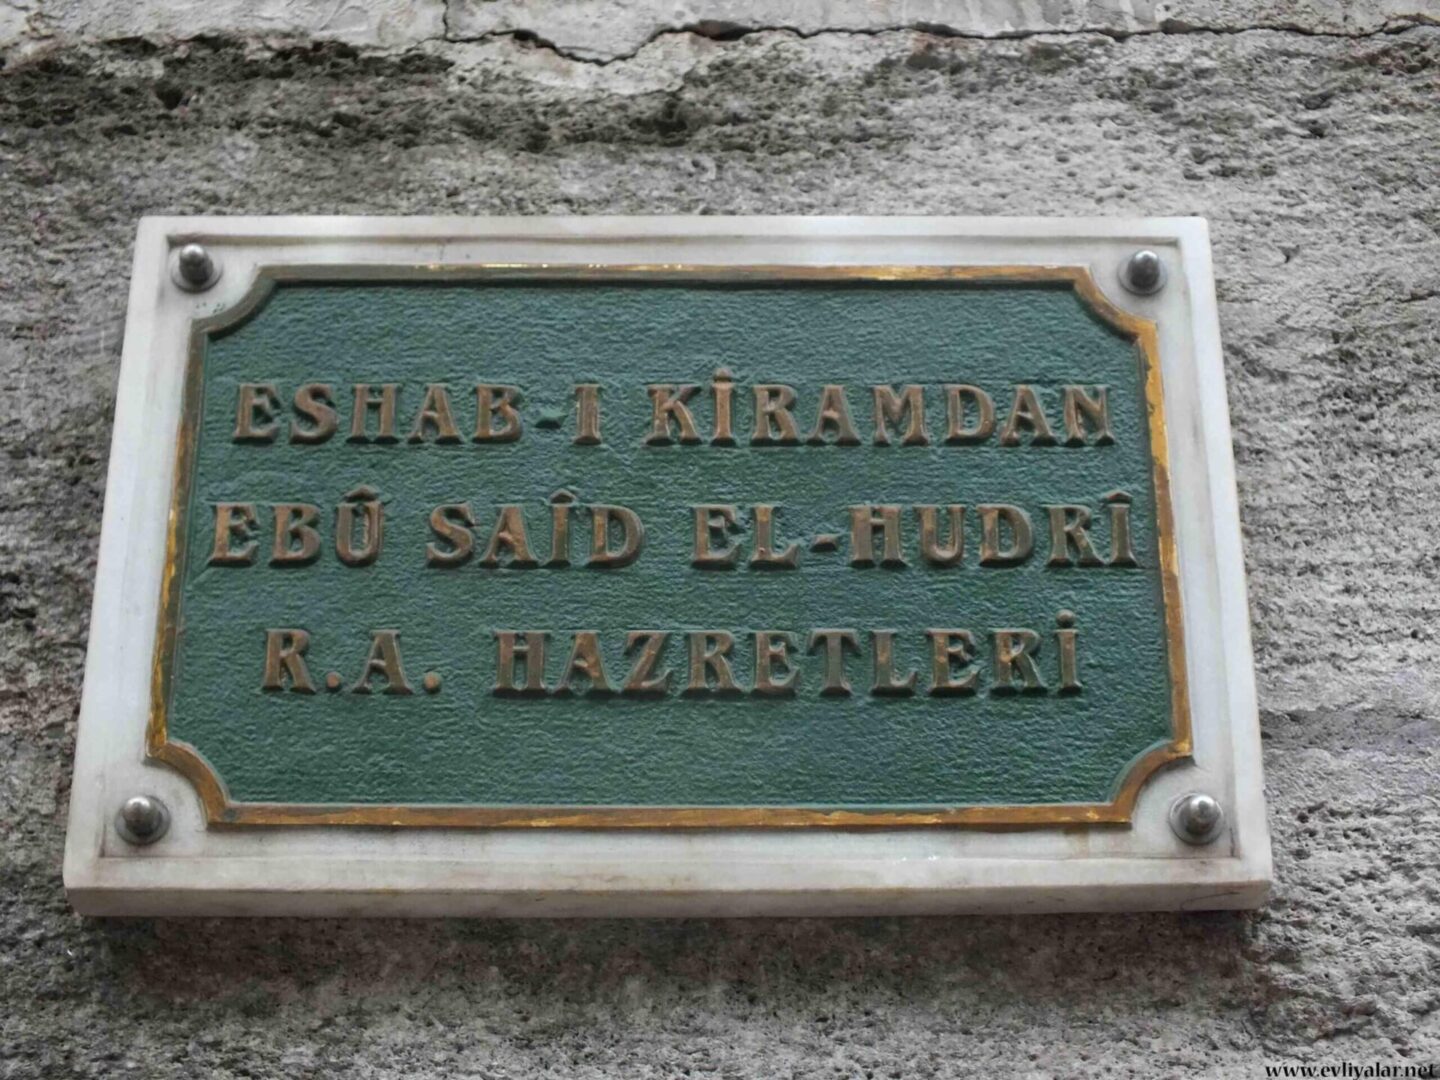 ESHAB-I KİRAMDAN
EBÛ SAÎD EL-HUDRÎ
R.A. HAZRETLERİ
www.evliyalar.net